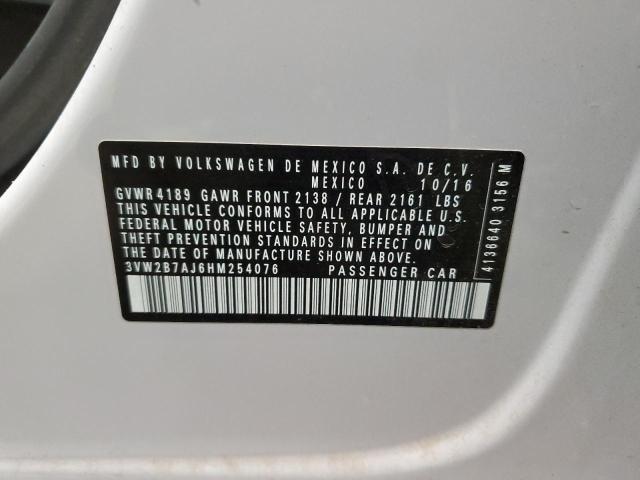 MFD BY VOLKSWAGEN DE MEXICO S.A. DE C.V.
MEXICO 10/16
GVWR 4189 GAWR FRONT 2138 / REAR 2161 LBS
THIS VEHICLE CONFORMS TO ALL APPLICABLE U.S.
FEDERAL MOTOR VEHICLE SAFETY, BUMPER AND
THEFT PREVENTION STANDARDS IN EFFECT ON
THE DATE OF MANUFACTURE SHOWN ABOVE.
3VW2B7AJ6HM254076 PASSENGER CAR
4136640 3156 M